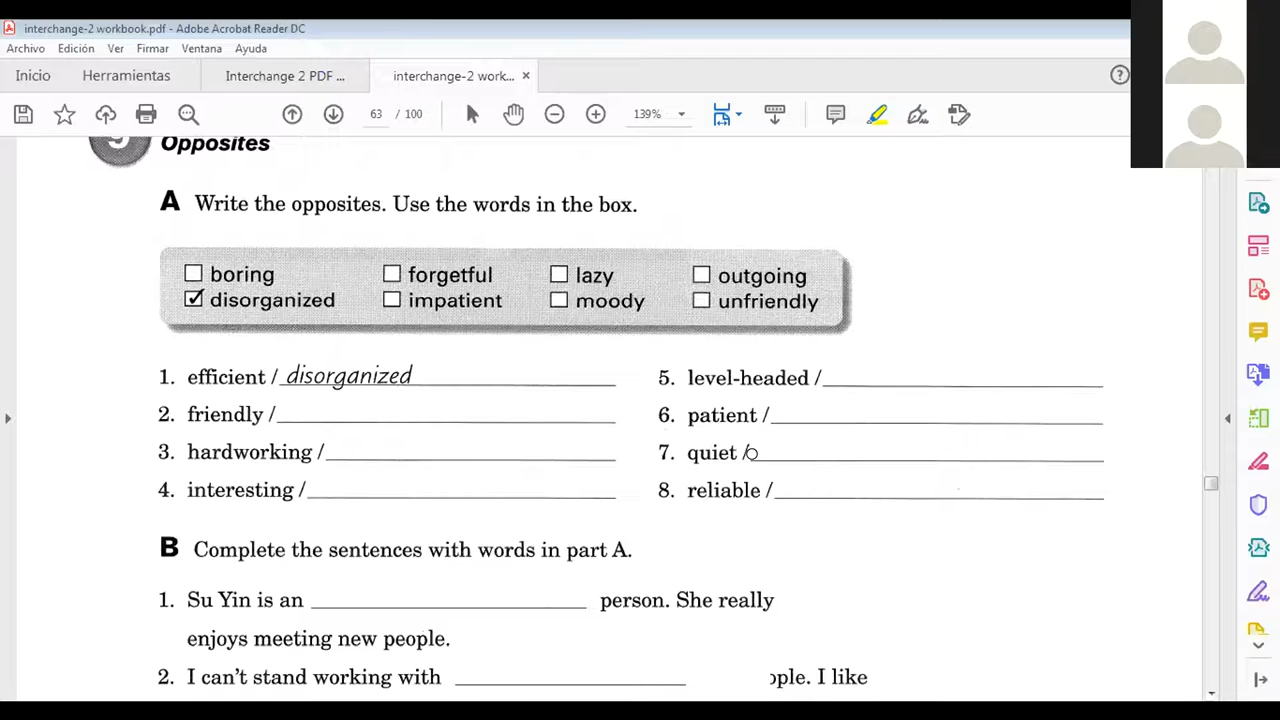 interchange-2 workbook.pdf - Adobe Acrobat Reader DC
Archivo Edición Ver Firmar Ventana Ayuda
Inicio Herramientas Interchange 2 PDF ... interchange-2 work... ×
63 / 100 139%
Opposites
A Write the opposites. Use the words in the box.
boring forgetful lazy outgoing
disorganized impatient moody unfriendly
1. efficient / disorganized 5. level-headed /
2. friendly / 6. patient /
3. hardworking / 7. quiet /
4. interesting / 8. reliable /
B Complete the sentences with words in part A.
1. Su Yin is an person. She really
enjoys meeting new people.
2. I can't stand working with ople. I like